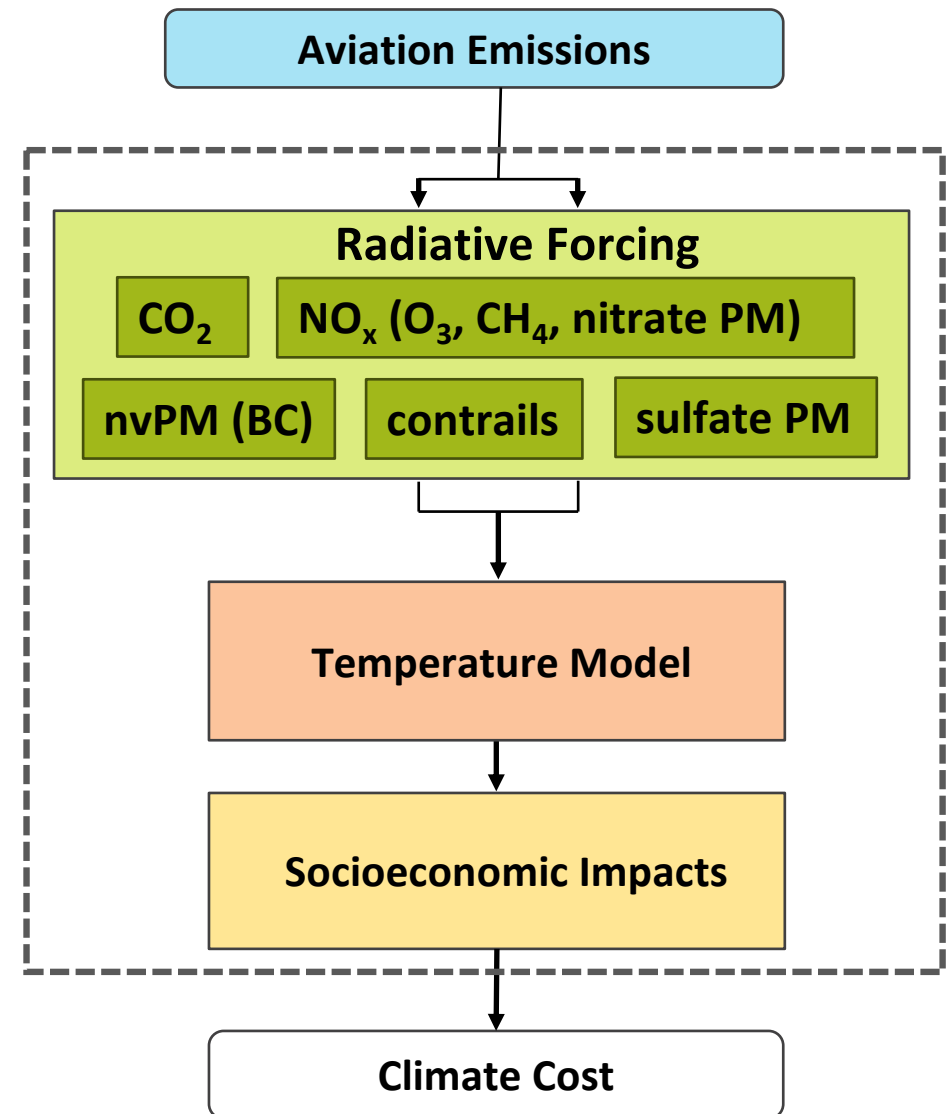 Aviation Emissions
Radiative Forcing
CO₂
NOₓ (O₃, CH₄, nitrate PM)
nvPM (BC)
contrails
sulfate PM
Temperature Model
Socioeconomic Impacts
Climate Cost